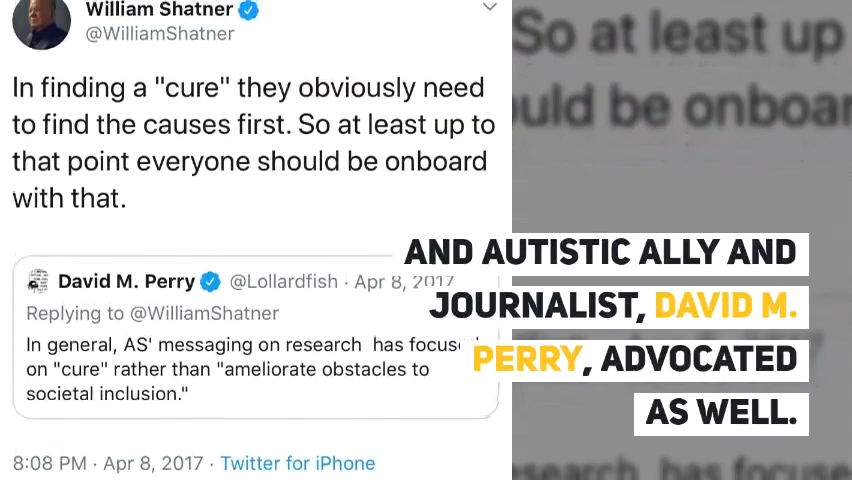 William Shatner
@WilliamShatner
In finding a "cure" they obviously need
to find the causes first. So at least up to
that point everyone should be onboard
with that.
David M. Perry @Lollardfish · Apr 8, 2017
Replying to @WilliamShatner
In general, AS' messaging on research has focused
on "cure" rather than "ameliorate obstacles to
societal inclusion."
8:08 PM · Apr 8, 2017 · Twitter for iPhone
So at least up
uld be onboar
AND AUTISTIC ALLY AND
JOURNALIST, DAVID M.
PERRY, ADVOCATED
AS WELL.
search has focuse